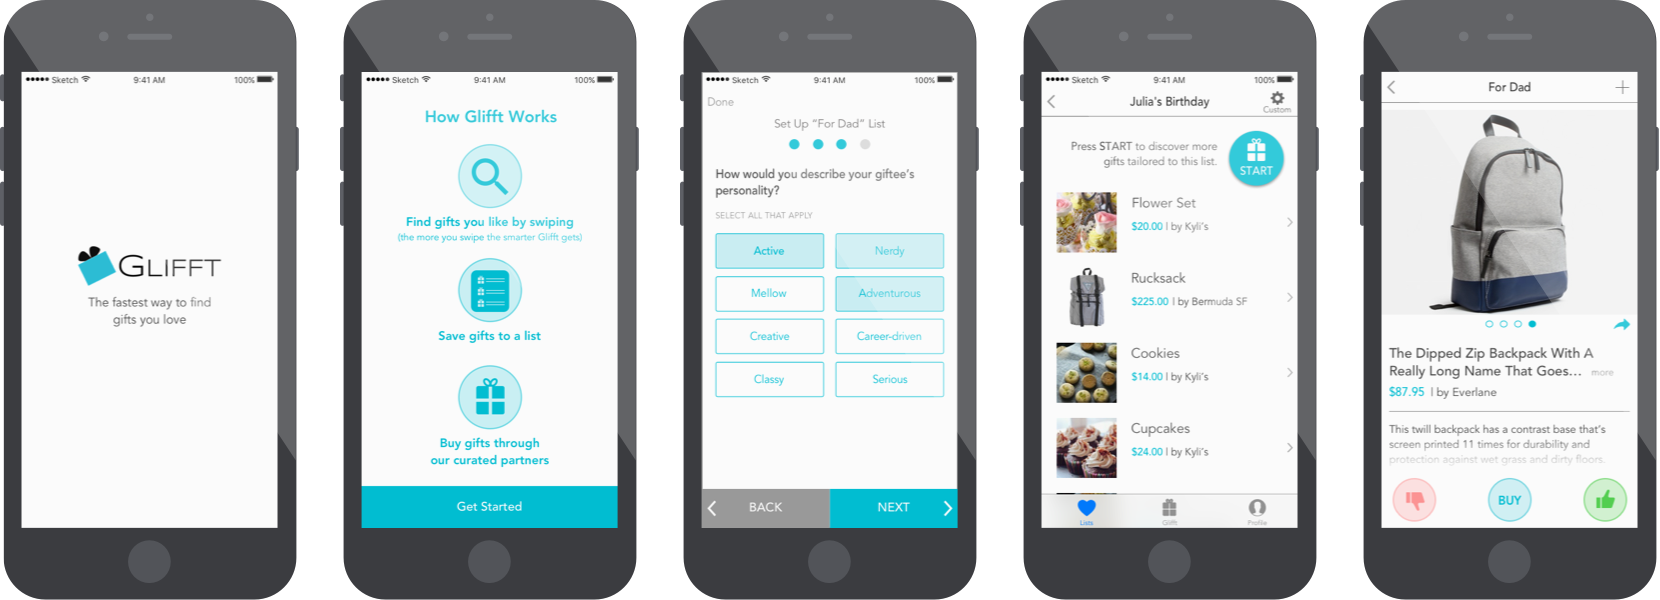 Sketch 9:41 AM 100%
GLIFFT
The fastest way to find
gifts you love
Sketch 9:41 AM 100%
How Glifft Works
Find gifts you like by swiping
(the more you swipe the smarter Glifft gets)
Save gifts to a list
Buy gifts through
our curated partners
Get Started
Sketch 9:41 AM 100%
Done
Set Up “For Dad” List
How would you describe your giftee's
personality?
SELECT ALL THAT APPLY
Active Nerdy
Mellow Adventurous
Creative Career-driven
Classy Serious
BACK NEXT
Sketch 9:41 AM 100%
Julia's Birthday
Custom
Press START to discover more
gifts tailored to this list.
START
Flower Set
$20.00 | by Kyli's
Rucksack
$225.00 | by Bermuda SF
Cookies
$14.00 | by Kyli's
Cupcakes
$24.00 | by Kyli's
Lists Glifft Profile
For Dad
The Dipped Zip Backpack With A
Really Long Name That Goes... more
$87.95 | by Everlane
This twill backpack has a contrast base that's
screen printed 11 times for durability and
protection against wet grass and dirty floors.
BUY